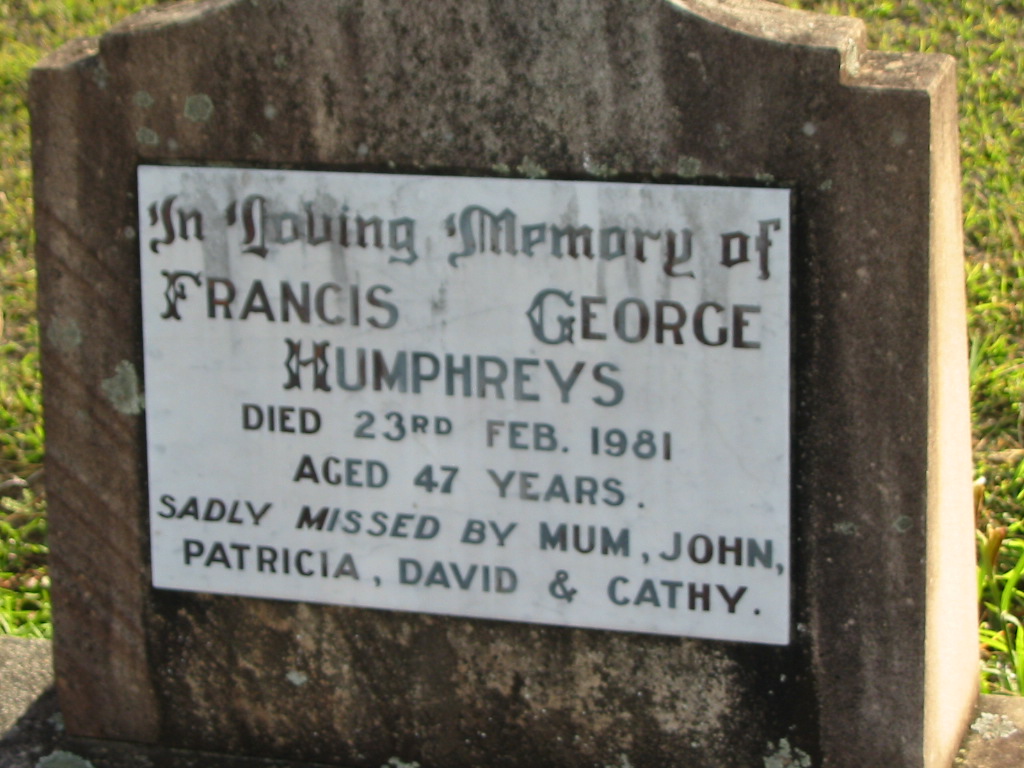 In Loving Memory of
FRANCIS GEORGE
HUMPHREYS
DIED 23RD FEB. 1981
AGED 47 YEARS.
SADLY MISSED BY MUM, JOHN,
PATRICIA, DAVID & CATHY.